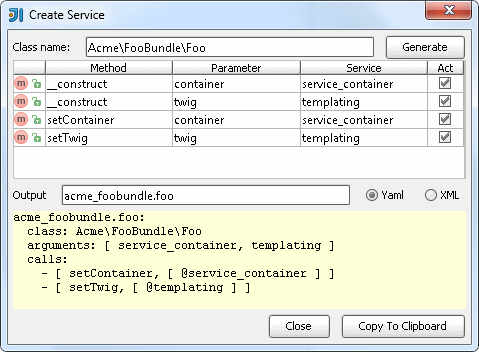 Create Service
Class name: Acme\FooBundle\Foo Generate
Method Parameter Service Act
m __construct container service_container
m __construct twig templating
m setContainer container service_container
m setTwig twig templating
Output acme_foobundle.foo Yaml XML
acme_foobundle.foo:
class: Acme\FooBundle\Foo
arguments: [ service_container, templating ]
calls:
- [ setContainer, [ @service_container ] ]
- [ setTwig, [ @templating ] ]
Close Copy To Clipboard